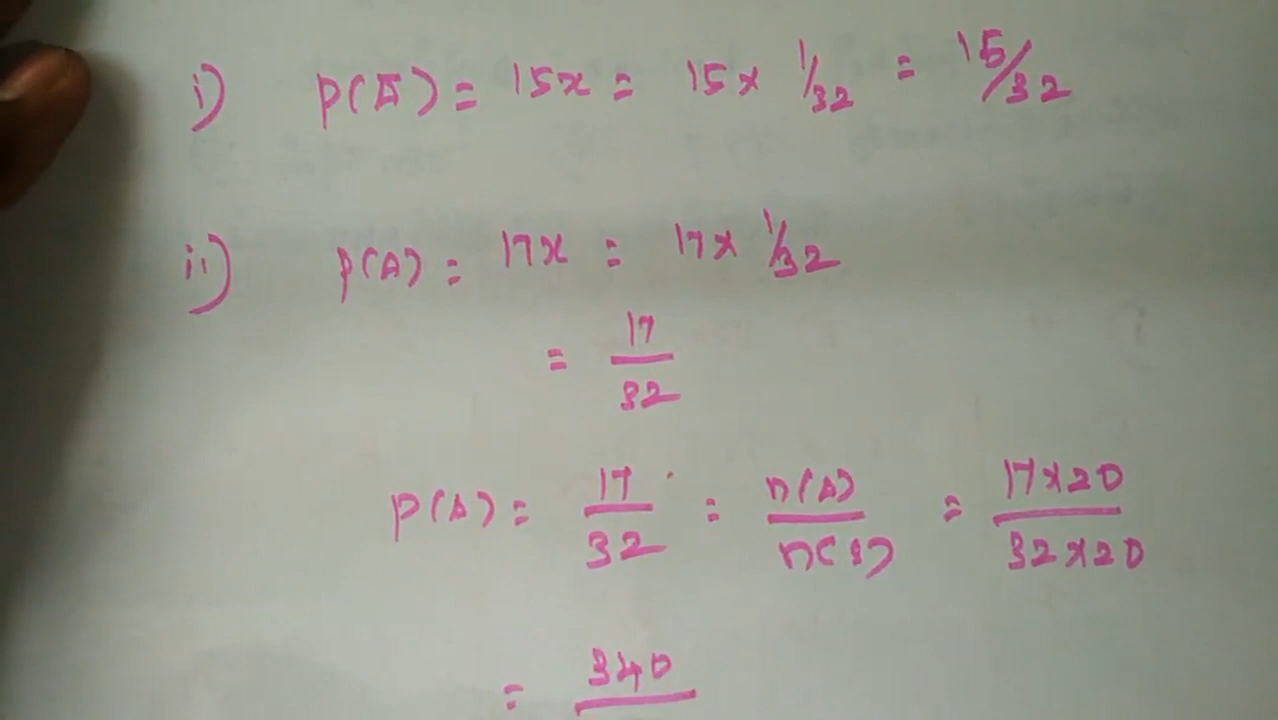 i) P(Ā) = 15x = 15 × 1/32 = 15/32
ii) P(A) = 17x = 17 × 1/32
= 17/32
P(A) = 17/32 = n(A)/n(S) = 17×20/32×20
= 340